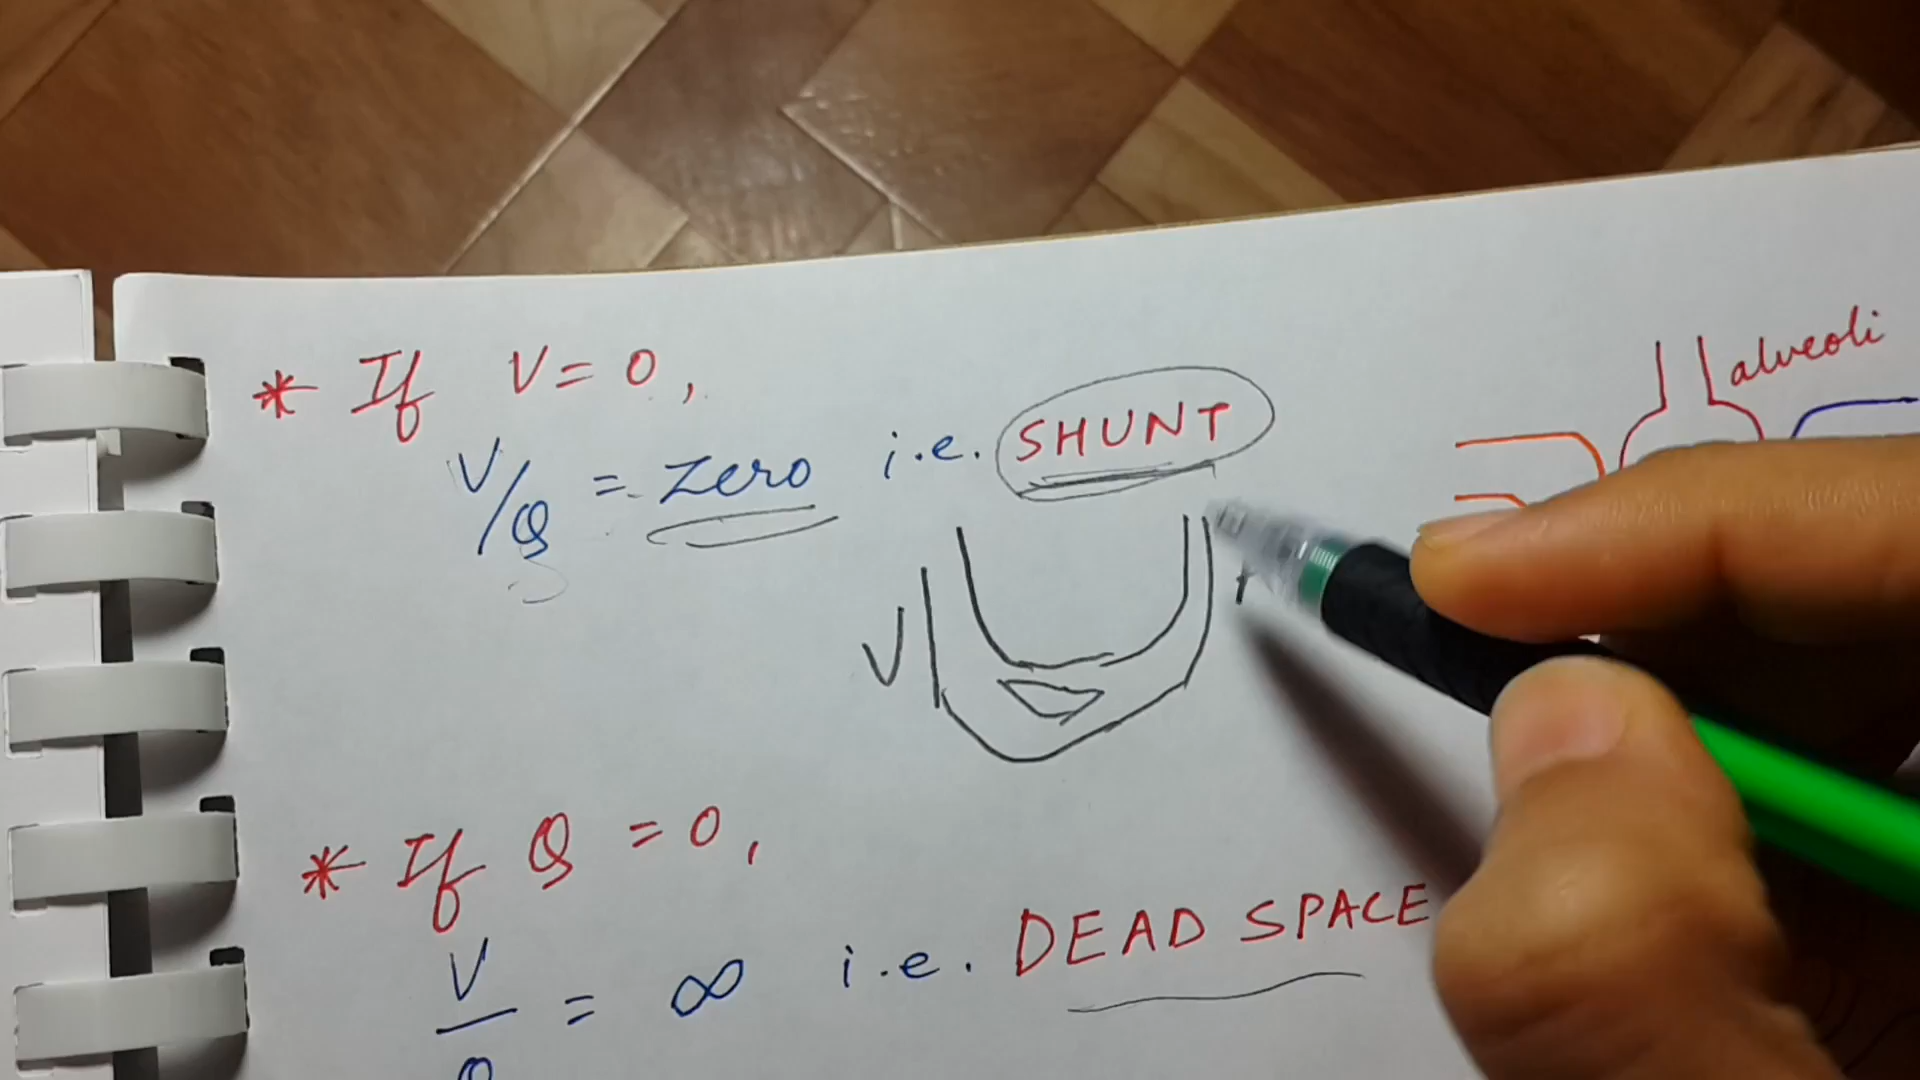 * If V = 0,
alveoli
V/Q = Zero i.e. SHUNT
V
* If Q = 0,
V/Q = ∞ i.e. DEAD SPACE